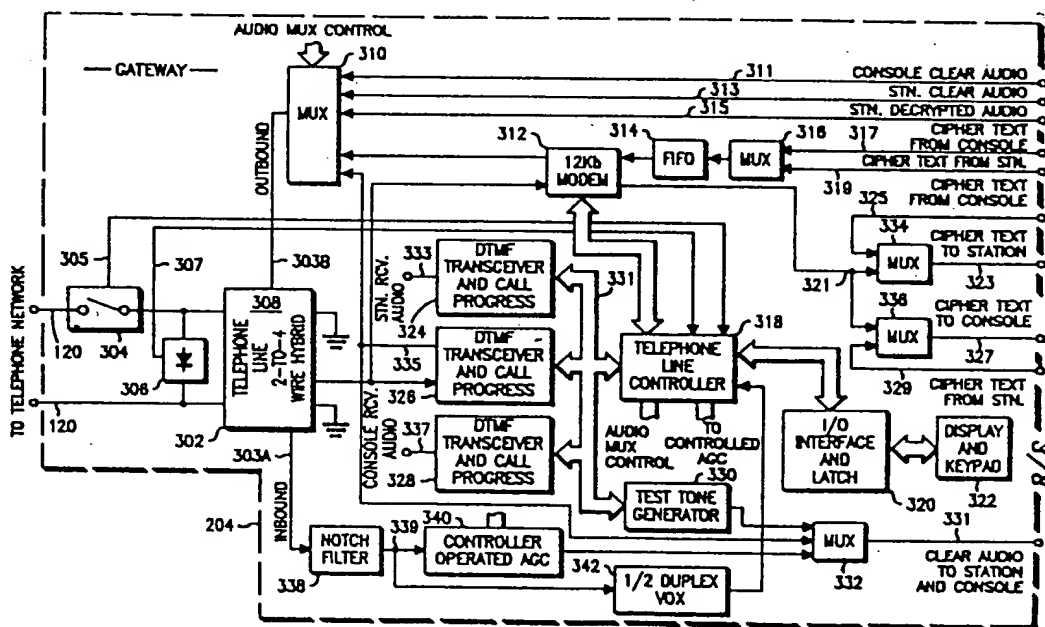 AUDIO MUX CONTROL
310
— GATEWAY —
MUX
311
CONSOLE CLEAR AUDIO
313
STN. CLEAR AUDIO
315
STN. DECRYPTED AUDIO
OUTBOUND
312
12Kb
MODEM
314
FIFO
316
MUX
317
CIPHER TEXT
FROM CONSOLE
CIPHER TEXT FROM STN.
319
CIPHER TEXT
FROM CONSOLE
325
334
MUX
CIPHER TEXT
TO STATION
323
321
336
MUX
CIPHER TEXT
TO CONSOLE
327
329
CIPHER TEXT
FROM STN.
305
307
303B
TO TELEPHONE NETWORK
120
304
306
120
308
TELEPHONE
LINE
2-TO-4
WIRE HYBRID
302
303A
INBOUND
333
STN. RCV.
AUDIO
324
DTMF
TRANSCEIVER
AND CALL
PROGRESS
331
335
326
DTMF
TRANSCEIVER
AND CALL
PROGRESS
CONSOLE RCV.
AUDIO
337
328
DTMF
TRANSCEIVER
AND CALL
PROGRESS
318
TELEPHONE
LINE
CONTROLLER
AUDIO
MUX
CONTROL
TO
CONTROLLED
AGC
330
TEST TONE
GENERATOR
I/O
INTERFACE
AND
LATCH
320
DISPLAY
AND
KEYPAD
322
204
NOTCH
FILTER
338
339
340
CONTROLLER
OPERATED AGC
342
1/2 DUPLEX
VOX
MUX
332
331
CLEAR AUDIO
TO STATION
AND CONSOLE